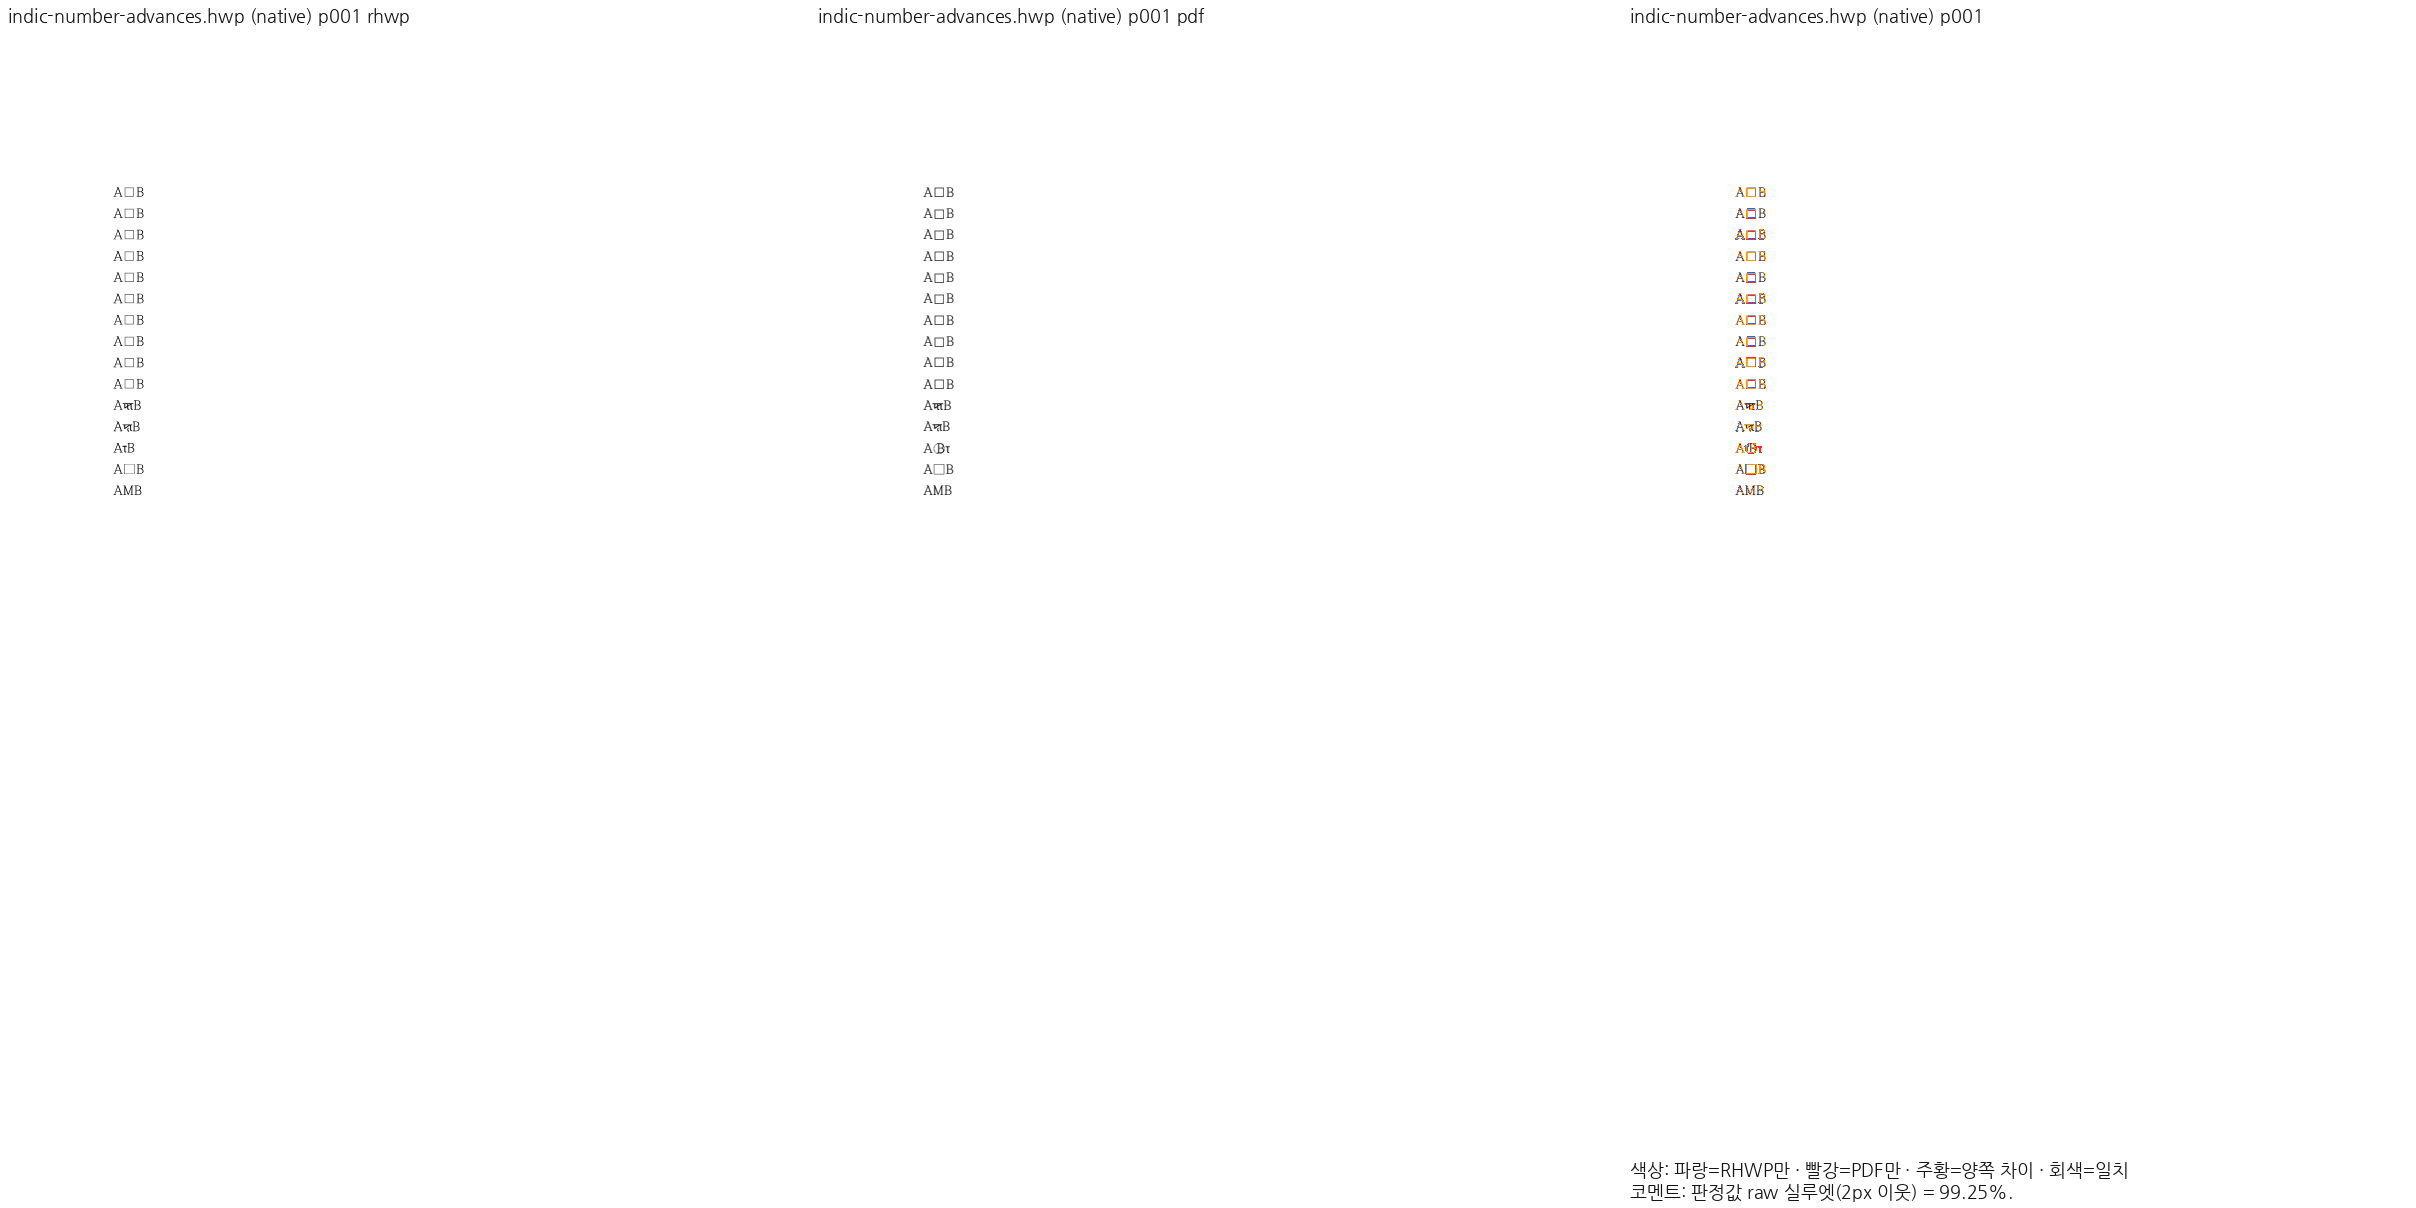 indic-number-advances.hwp (native) p001 rhwp
indic-number-advances.hwp (native) p001 pdf
indic-number-advances.hwp (native) p001
A□B
A□B
A□B
A□B
A□B
A□B
A□B
A□B
A□B
A□B
AτB
A□B
AMB
A□B
A□B
A□B
A□B
A□B
A□B
A□B
A□B
A□B
A□B
A□B
AMB
A□B
A□B
A□B
A□B
A□B
A□B
A□B
A□B
A□B
A□B
A□B
AMB
색상: 파랑=RHWP만 · 빨강=PDF만 · 주황=양쪽 차이 · 회색=일치
코멘트: 판정값 raw 실루엣(2px 이웃) = 99.25%.